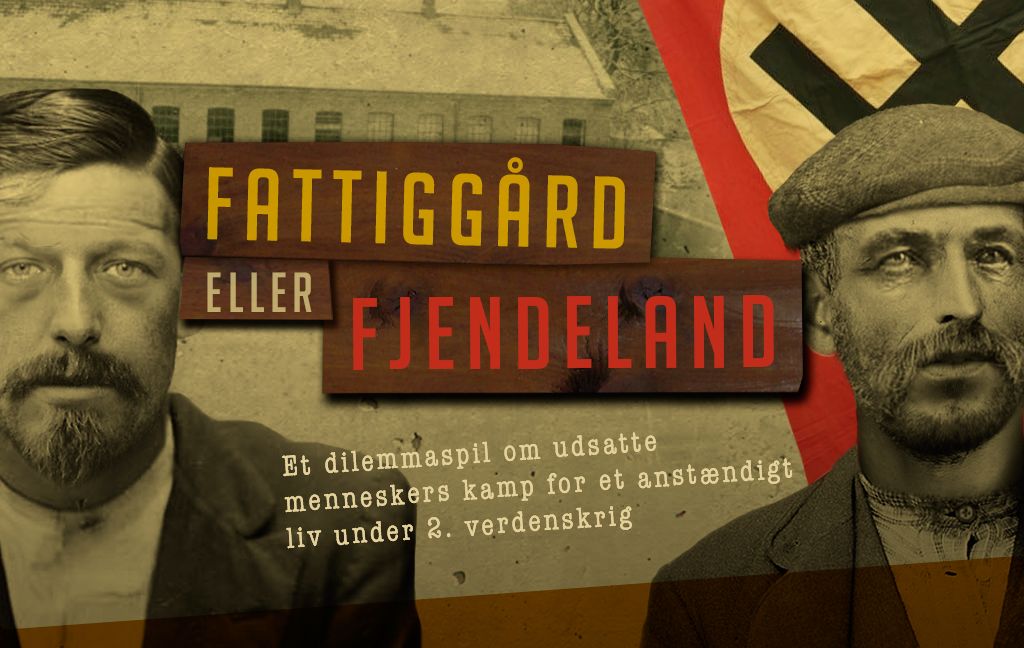 FATTIGGÅRD
ELLER
FJENDELAND
Et dilemmaspil om udsatte
menneskers kamp for et anstændigt
liv under 2. verdenskrig